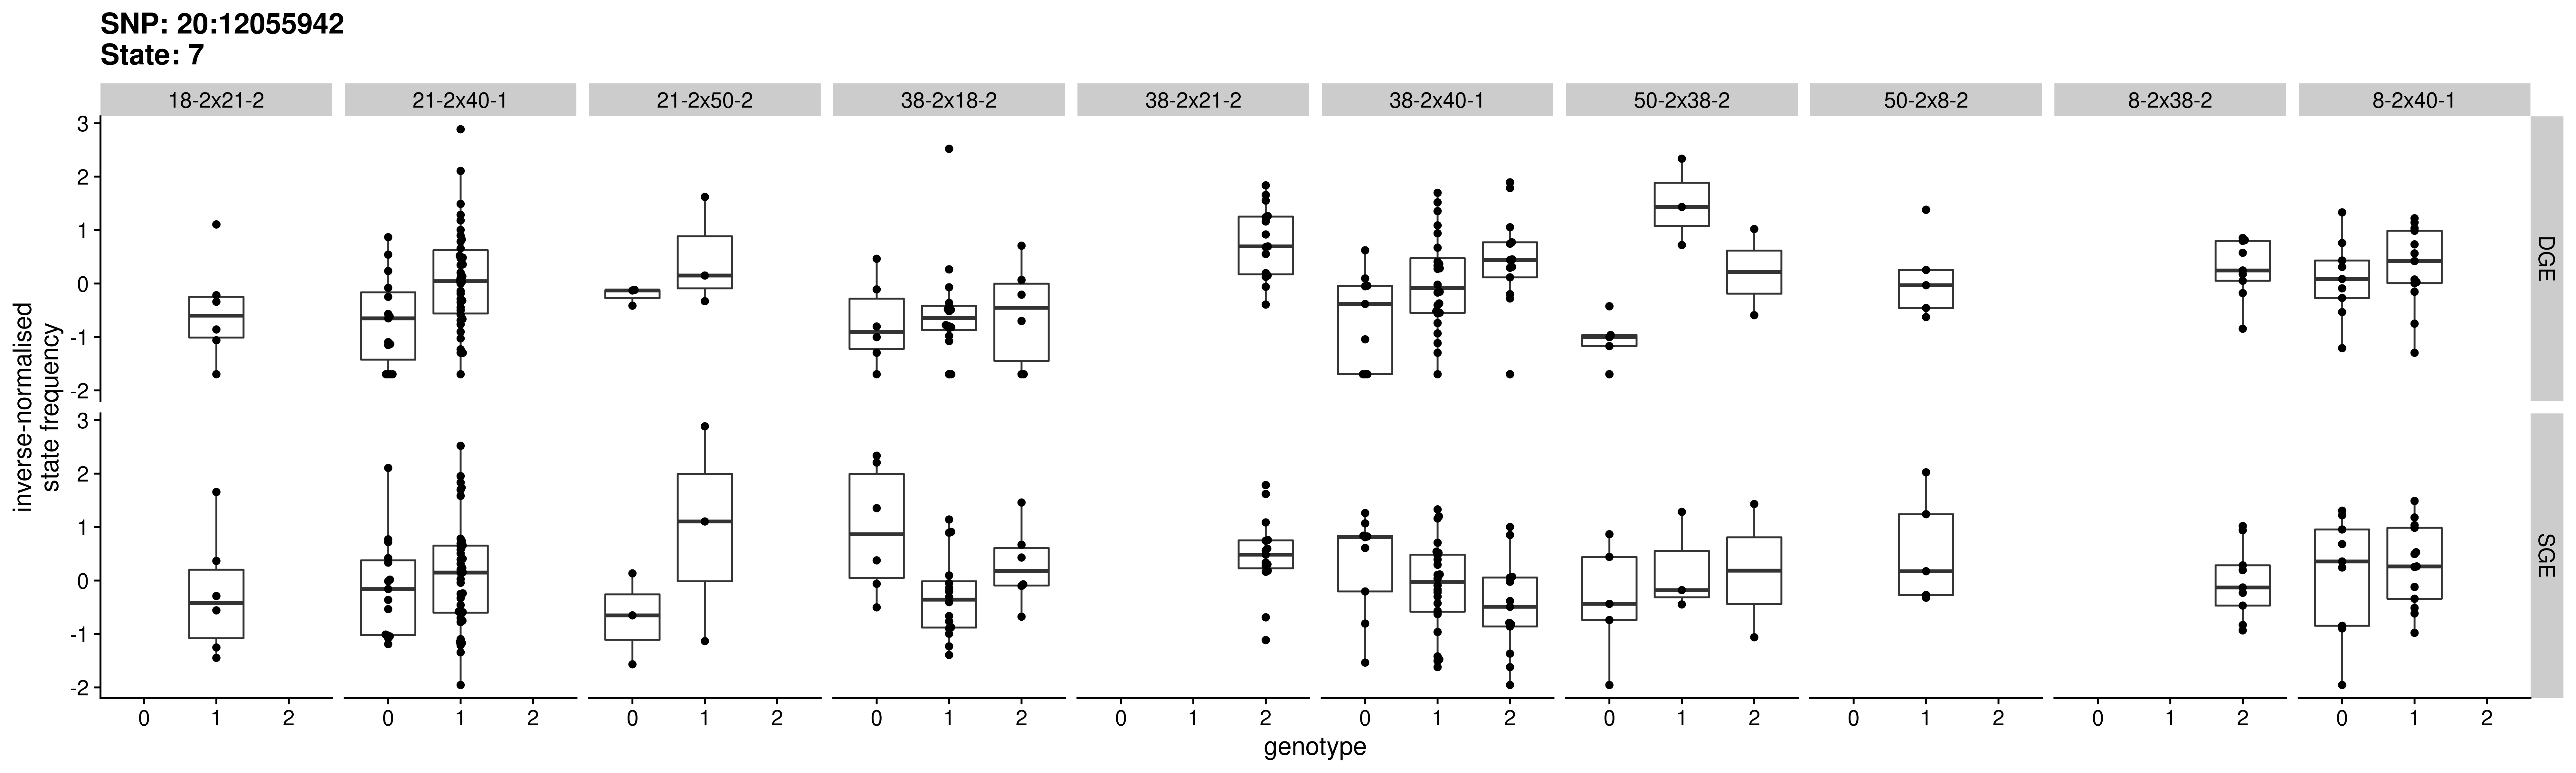 SNP: 20:12055942
State: 7
18-2x21-2 21-2x40-1 21-2x50-2 38-2x18-2 38-2x21-2 38-2x40-1 50-2x38-2 50-2x8-2 8-2x38-2 8-2x40-1
3
2
1
0
-1
-2
DGE
inverse-normalised
state frequency
3
2
1
0
-1
-2
SGE
0 1 2 0 1 2 0 1 2 0 1 2 0 1 2 0 1 2 0 1 2 0 1 2 0 1 2 0 1 2
genotype